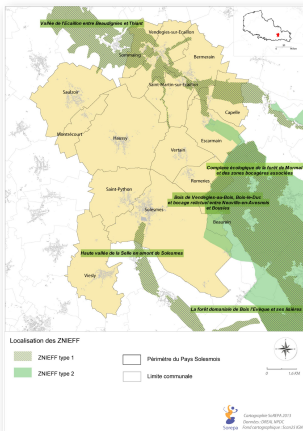 Vallée de l'Ecaillon entre Beaudignies et Thiant
Vendegies-sur-Ecaillon
Sommaing
Bermerain
Saint-Martin-sur-Ecaillon
Saulzoir
Capelle
Montrécourt
Haussy
Escarmain
Vertain
Complexe écologique de la forêt de Mormal
et des zones bocagères associées
Romeries
Saint-Python
Bois de Vendegies-au-Bois, Bois-le-Duc
et bocage relictuel entre Neuville-en-Avesnois
et Bousies
Solesmes
Beaurain
Haute vallée de la Selle en amont de Solesmes
Viesly
La forêt domaniale de Bois l'Evêque et ses lisières
Localisation des ZNIEFF
ZNIEFF type 1
Périmètre du Pays Solesmois
ZNIEFF type 2
Limite communale
Cartographie SoREPA 2013
Sorepa